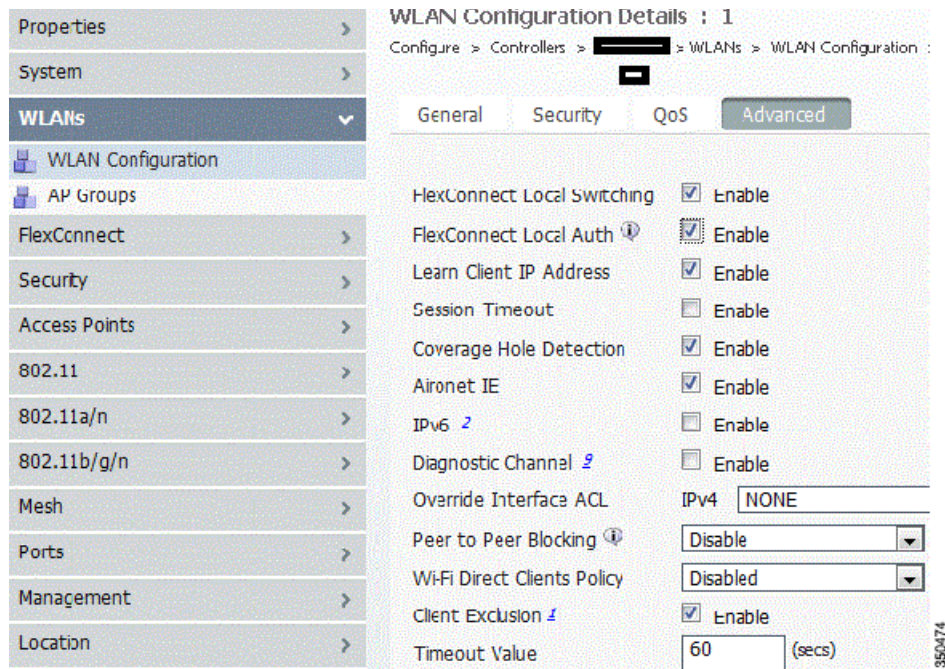 Properties
System
WLANs
WLAN Configuration
AP Groups
FlexConnect
Security
Access Points
802.11
802.11a/n
802.11b/g/n
Mesh
Ports
Management
Location
WLAN Configuration Details : 1
Configure > Controllers > > WLANs > WLAN Configuration :
General Security QoS Advanced
FlexConnect Local Switching Enable
FlexConnect Local Auth Enable
Learn Client IP Address Enable
Session Timeout Enable
Coverage Hole Detection Enable
Aironet IE Enable
IPv6 2 Enable
Diagnostic Channel 9 Enable
Override Interface ACL IPv4 NONE
Peer to Peer Blocking Disable
Wi-Fi Direct Clients Policy Disabled
Client Exclusion 1 Enable
Timeout Value 60 (secs)
350474